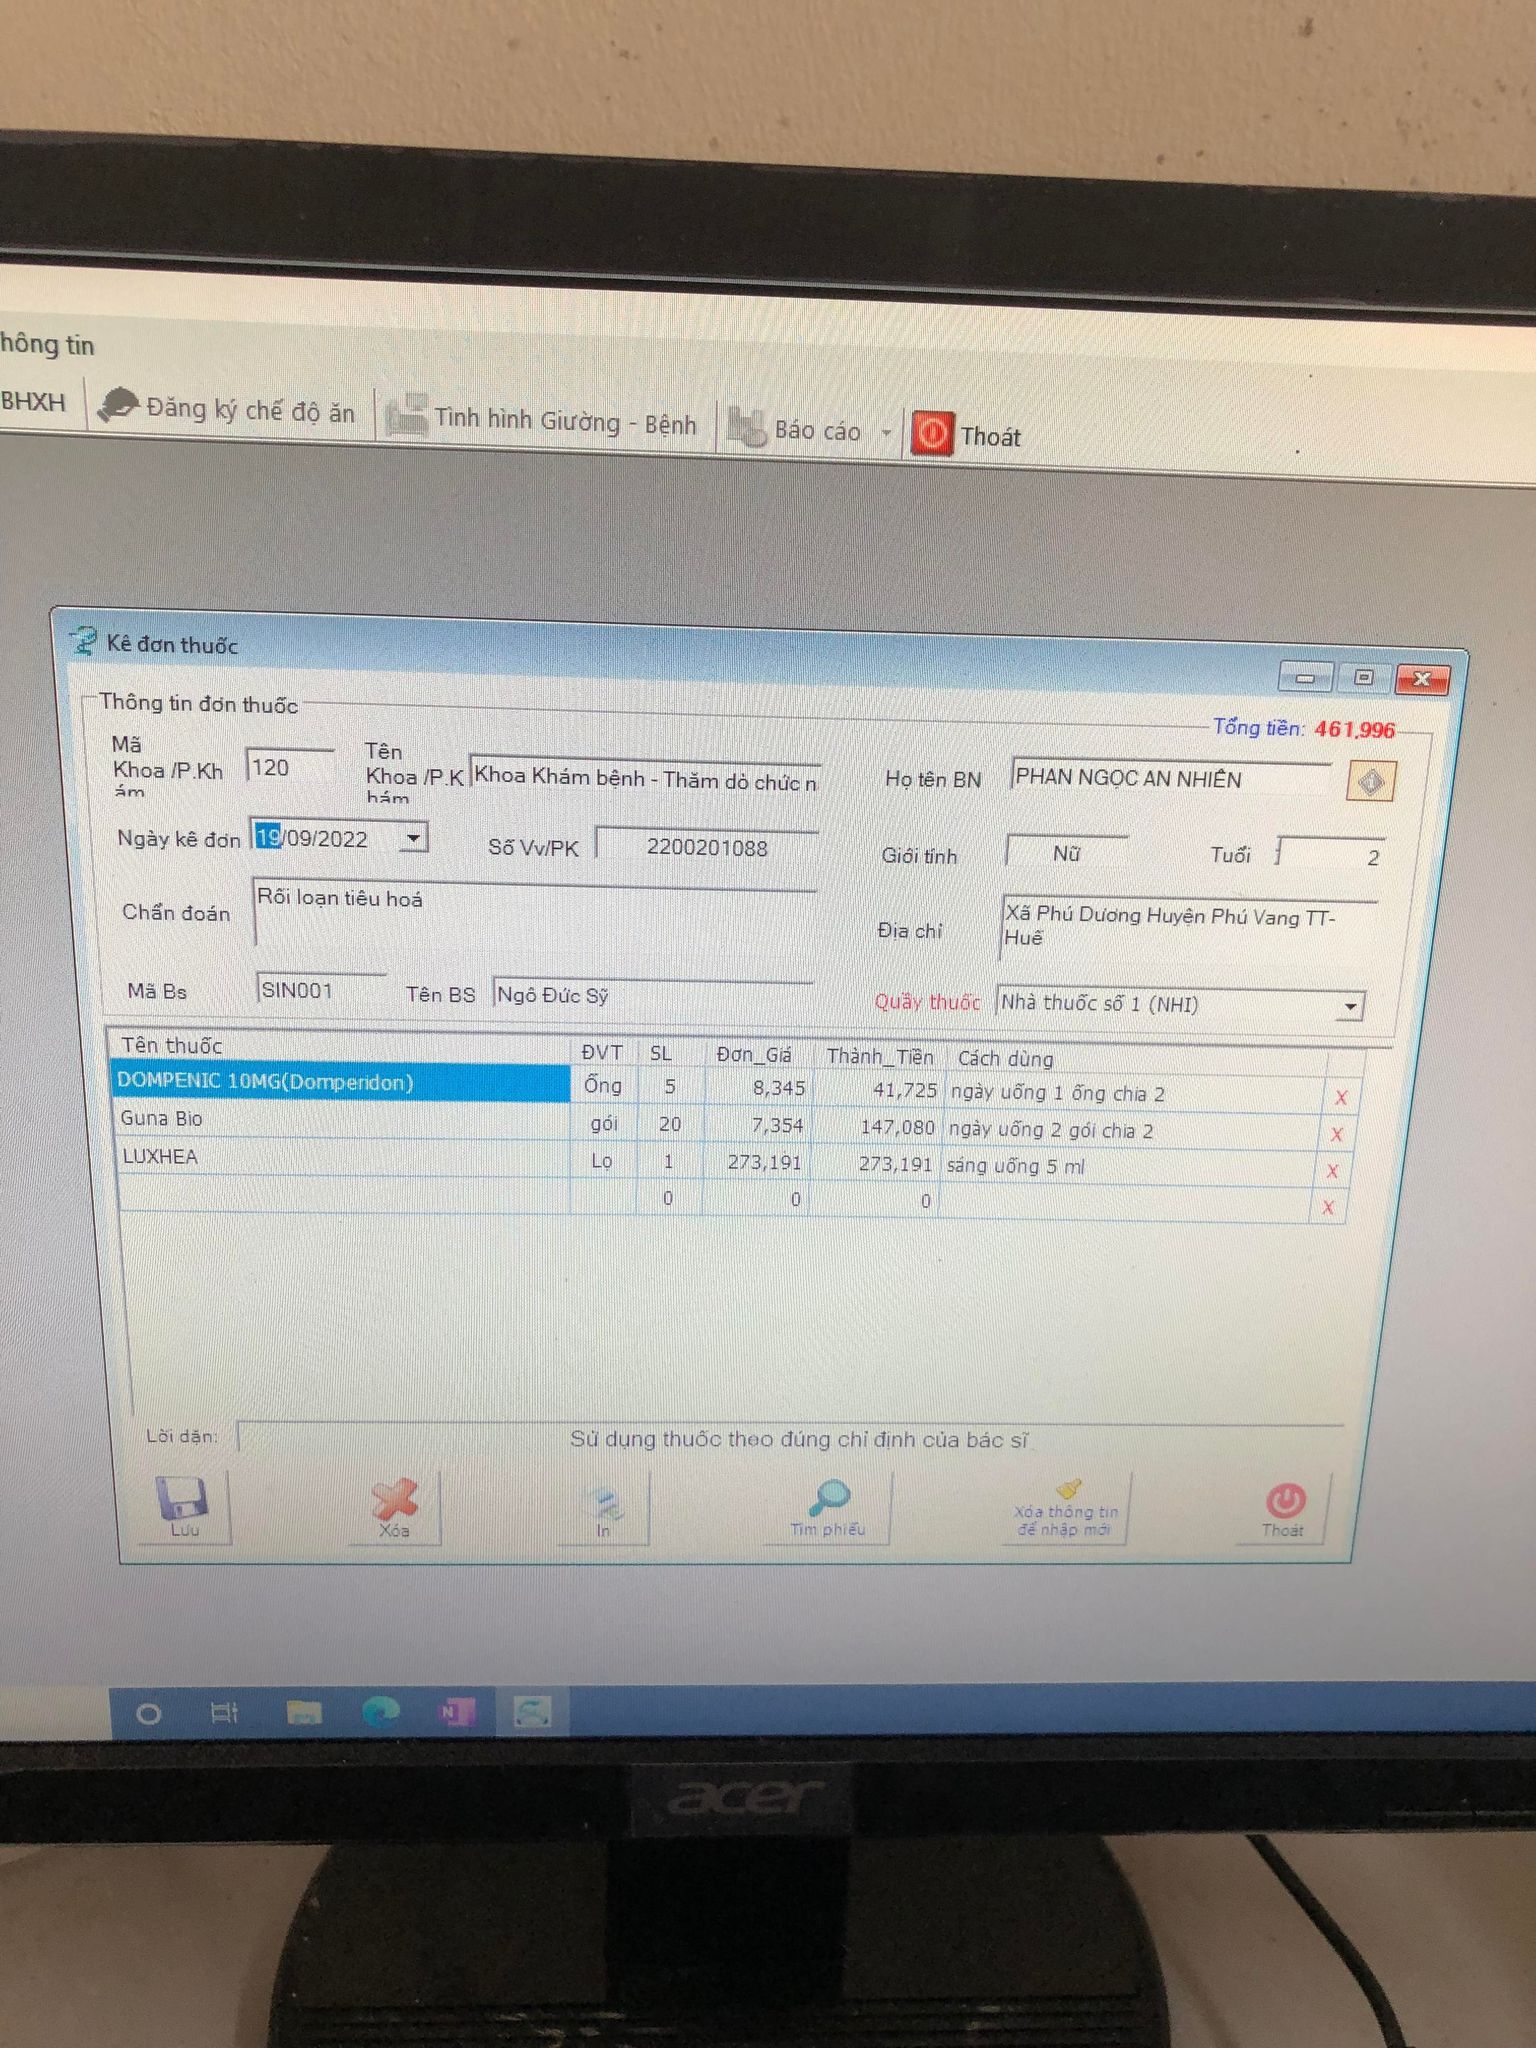 hông tin
BHXH Đăng ký chế độ ăn Tình hình Giường - Bệnh Báo cáo Thoát
Kê đơn thuốc
Thông tin đơn thuốc Tổng tiền: 461,996
Mã Khoa /P.Kh ám 120 Tên Khoa /P.K hám Khoa Khám bệnh - Thăm dò chức n Họ tên BN PHAN NGỌC AN NHIÊN
Ngày kê đơn 19/09/2022 Số Vv/PK 2200201088 Giới tính Nữ Tuổi 2
Chẩn đoán Rối loạn tiêu hoá Địa chỉ Xã Phú Dương Huyện Phú Vang TT-
Huế
Mã Bs SIN001 Tên BS Ngô Đức Sỹ Quầy thuốc Nhà thuốc số 1 (NHI)
Tên thuốc ĐVT SL Đơn_Giá Thành_Tiền Cách dùng
DOMPENIC 10MG(Domperidon) Ống 5 8,345 41,725 ngày uống 1 ống chia 2 X
Guna Bio gói 20 7,354 147,080 ngày uống 2 gói chia 2 X
LUXHEA Lọ 1 273,191 273,191 sáng uống 5 ml X
0 0 0 X
Lời dặn: Sử dụng thuốc theo đúng chỉ định của bác sĩ
Lưu Xóa In Tìm phiếu Xóa thông tin Thoát
để nhập mới
N
acer